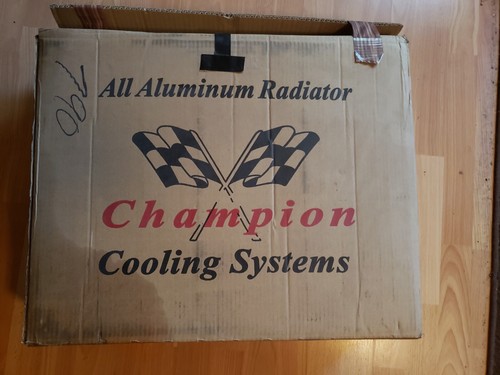 All Aluminum Radiator
Champion
Cooling Systems